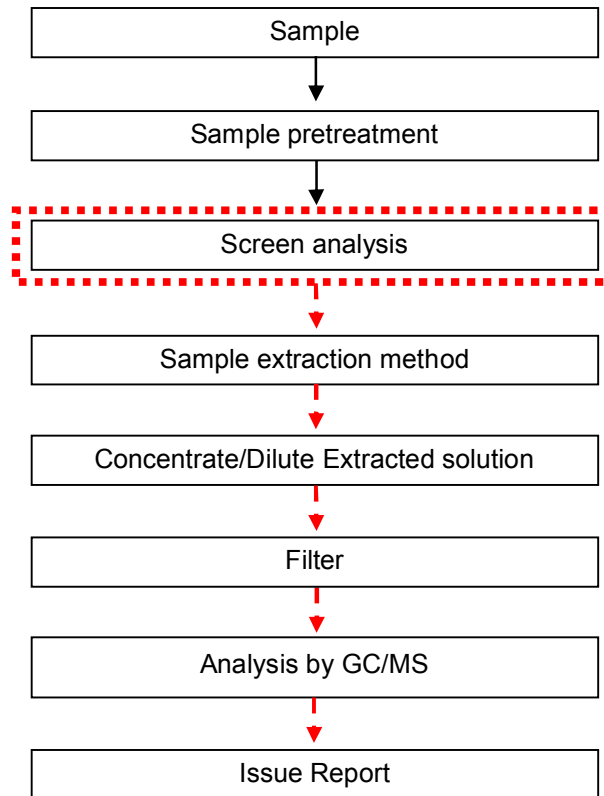 Sample
Sample pretreatment
Screen analysis
Sample extraction method
Concentrate/Dilute Extracted solution
Filter
Analysis by GC/MS
Issue Report